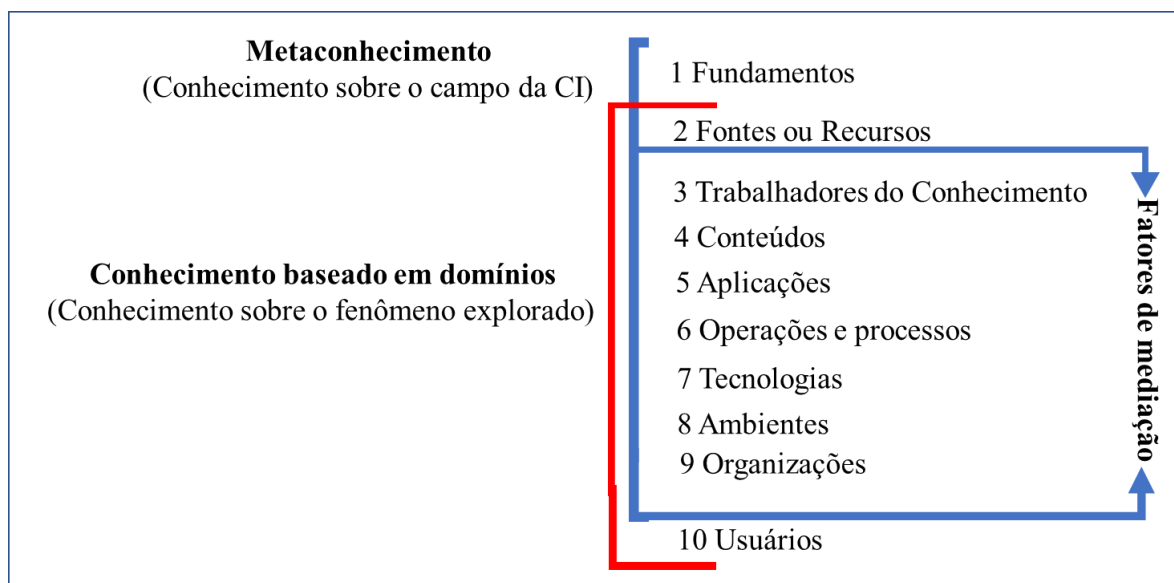 Metaconhecimento
(Conhecimento sobre o campo da CI)
Conhecimento baseado em domínios
(Conhecimento sobre o fenômeno explorado)
1 Fundamentos
2 Fontes ou Recursos
3 Trabalhadores do Conhecimento
4 Conteúdos
5 Aplicações
6 Operações e processos
7 Tecnologias
8 Ambientes
9 Organizações
10 Usuários
Fatores de mediação